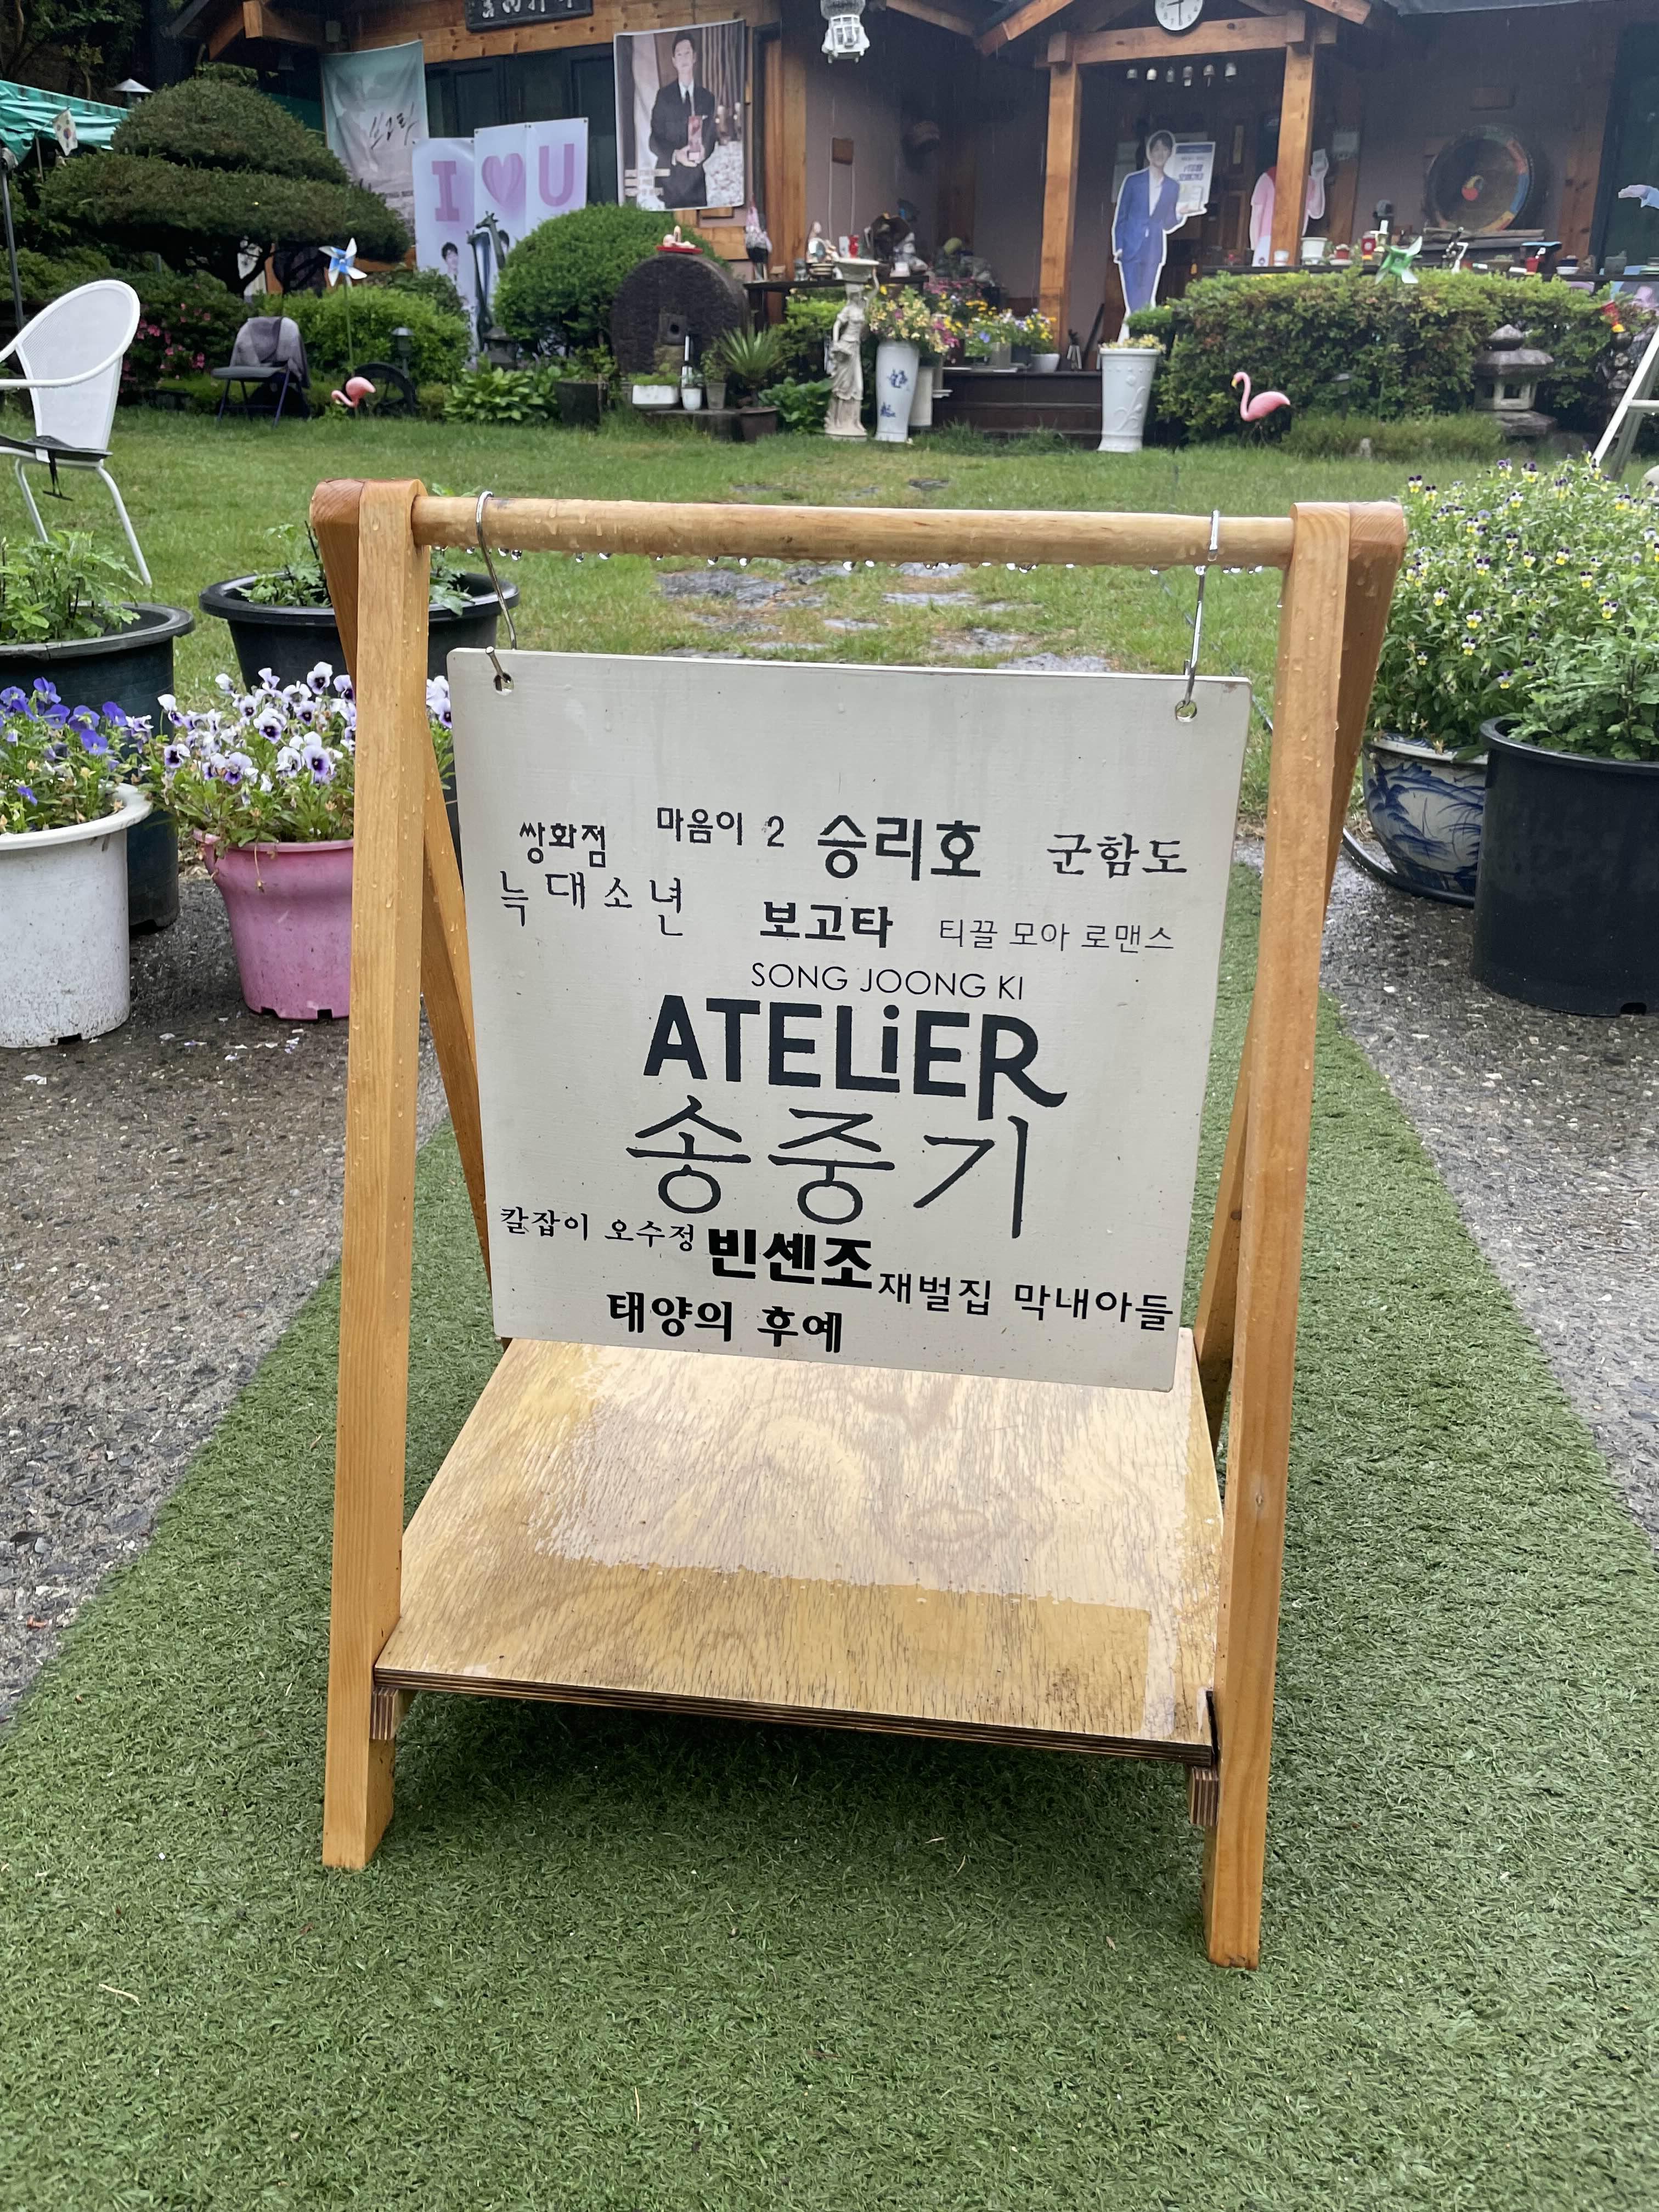 I ♥ U
쌍화점 마음이 2 승리호 군함도
늑대소년 보고타 티끌 모아 로맨스
SONG JOONG KI
ATELiER
송중기
칼잡이 오수정 빈센조 재벌집 막내아들
태양의 후예